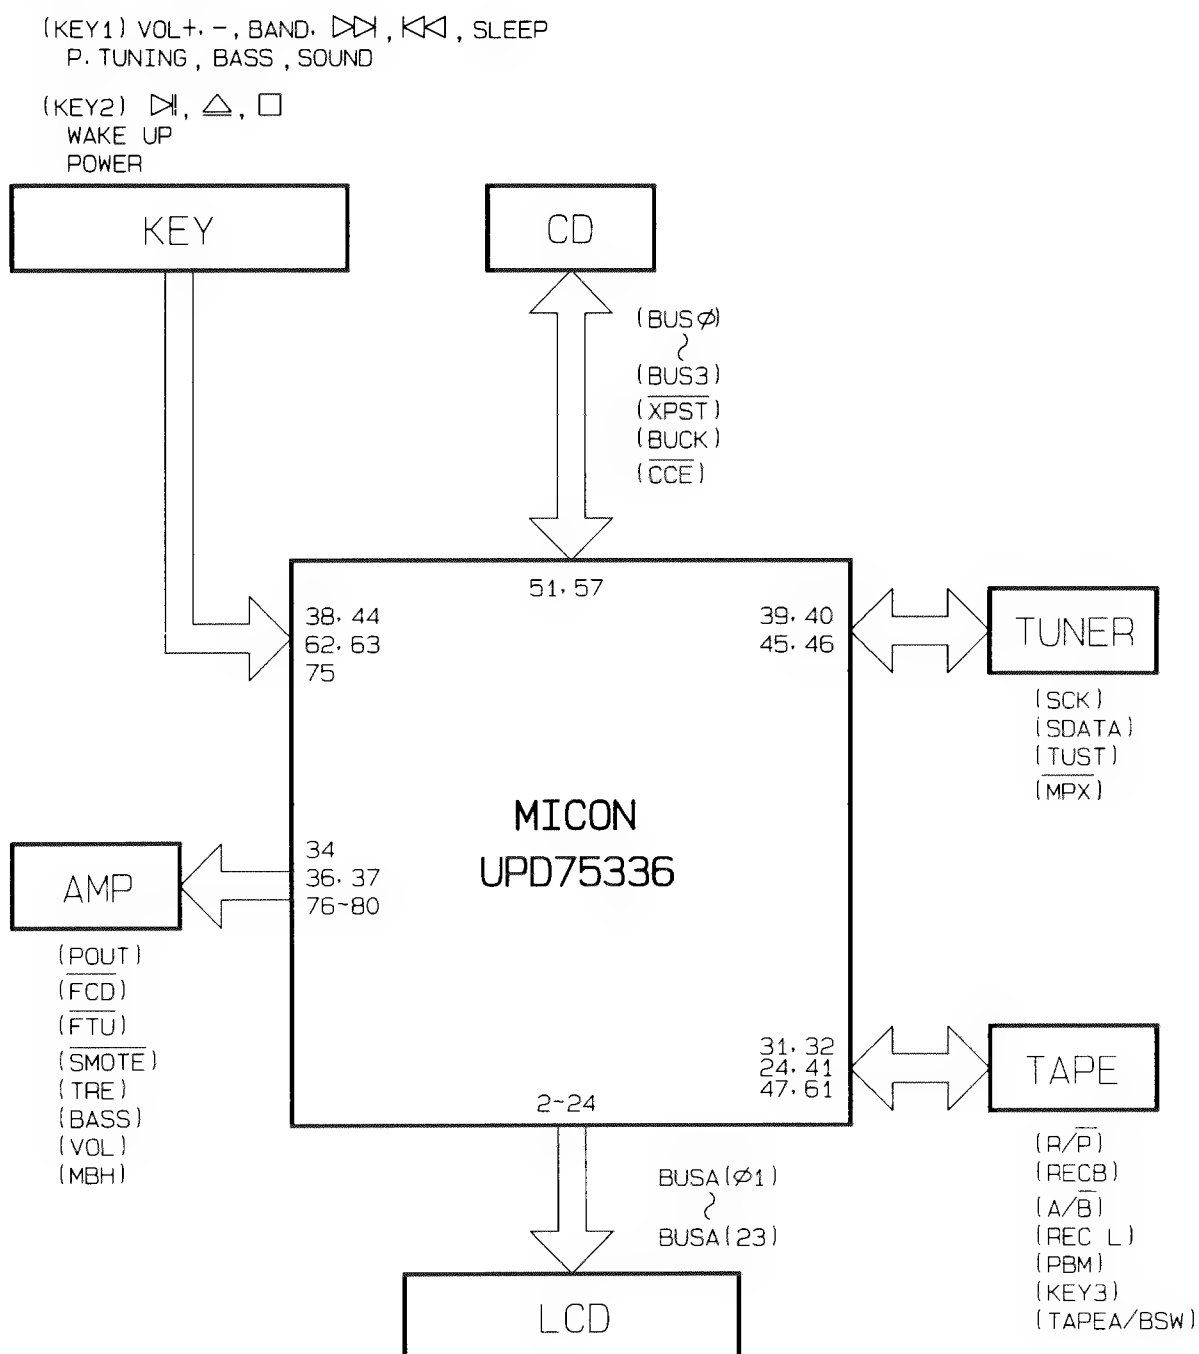 (KEY1) VOL+, -, BAND, ▷▷|, |◁◁, SLEEP
P. TUNING, BASS, SOUND
(KEY2) ▷||, △, □
WAKE UP
POWER
KEY
CD
(BUSØ)
~
(BUS3)
(XPST)
(BUCK)
(CCE)
51, 57
38, 44
62, 63
75
39, 40
45, 46
TUNER
(SCK)
(SDATA)
(TUST)
(MPX)
MICON
UPD75336
AMP
34
36, 37
76~80
(POUT)
(FCD)
(FTU)
(SMOTE)
(TRE)
(BASS)
(VOL)
(MBH)
31, 32
24, 41
47, 61
TAPE
(R/P)
(RECB)
(A/B)
(REC L)
(PBM)
(KEY3)
(TAPEA/BSW)
2~24
BUSA(Ø1)
~
BUSA(23)
LCD